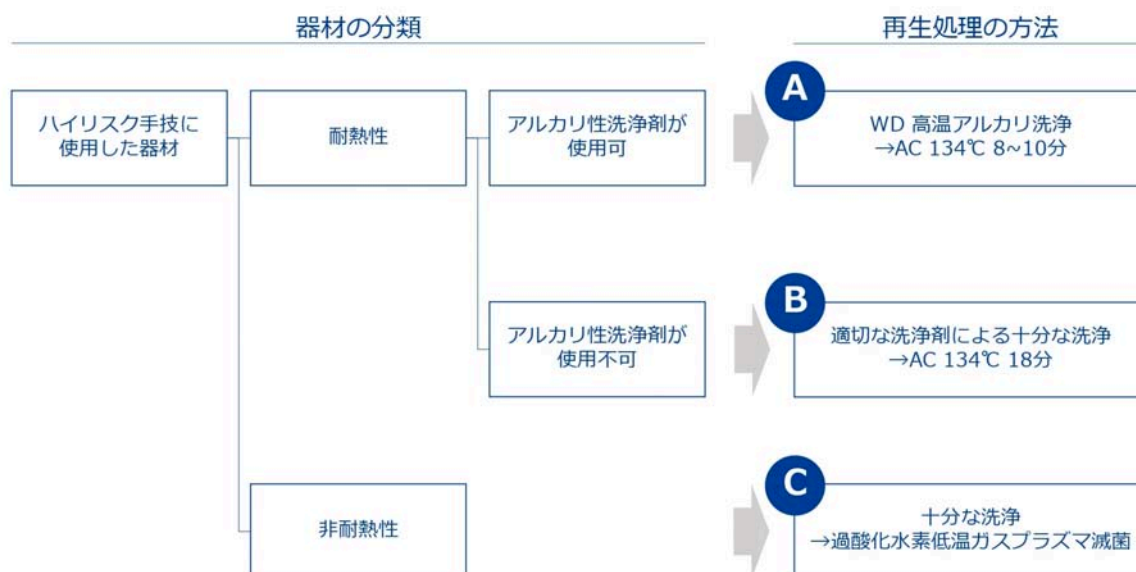 器材の分類
再生処理の方法
ハイリスク手技に
使用した器材
耐熱性
アルカリ性洗浄剤が
使用可
A
WD 高温アルカリ洗浄
→AC 134℃ 8~10分
アルカリ性洗浄剤が
使用不可
B
適切な洗浄剤による十分な洗浄
→AC 134℃ 18分
非耐熱性
C
十分な洗浄
→過酸化水素低温ガスプラズマ滅菌